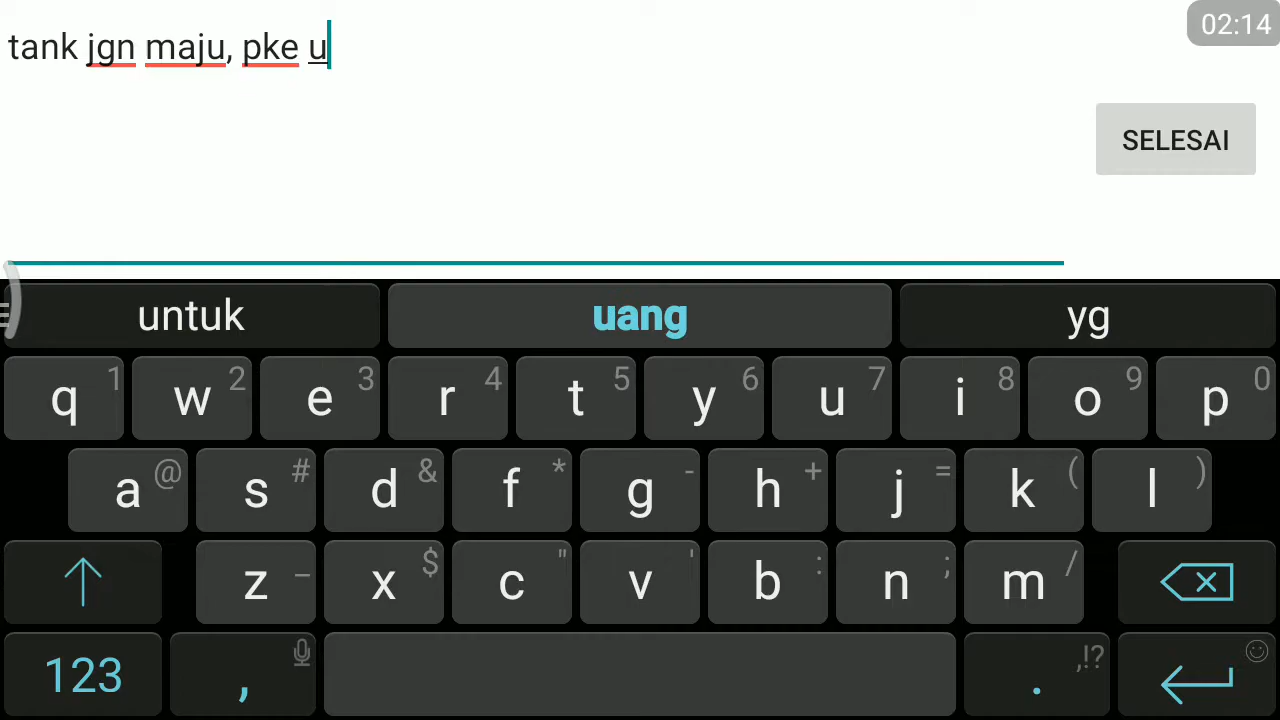 tank jgn maju, pke u
02:14
SELESAI
untuk uang yg
q 1 w 2 e 3 r 4 t 5 y 6 u 7 i 8 o 9 p 0
a @ s # d & f * g - h + j = k ( l )
z _ x $ c " v ' b : n ; m /
123 , . ,!?